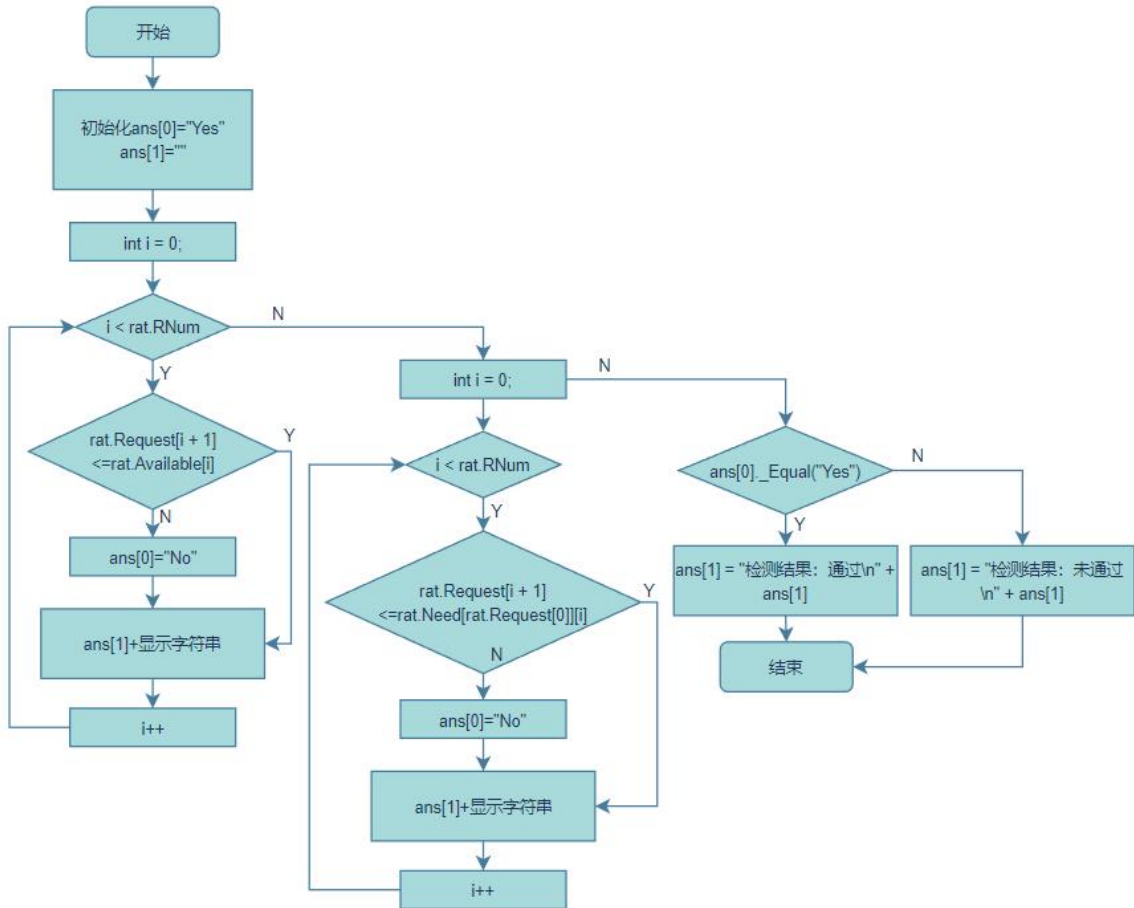 开始
初始化ans[0]="Yes"
ans[1]=""
int i = 0;
i < rat.RNum
N
Y
rat.Request[i + 1]
<=rat.Available[i]
Y
N
ans[0]="No"
ans[1]+显示字符串
i++
int i = 0;
N
i < rat.RNum
Y
rat.Request[i + 1]
<=rat.Need[rat.Request[0]][i]
Y
N
ans[0]="No"
ans[1]+显示字符串
i++
ans[0]._Equal("Yes")
N
Y
ans[1] = "检测结果：通过\n" +
ans[1]
ans[1] = "检测结果：未通过
\n" + ans[1]
结束